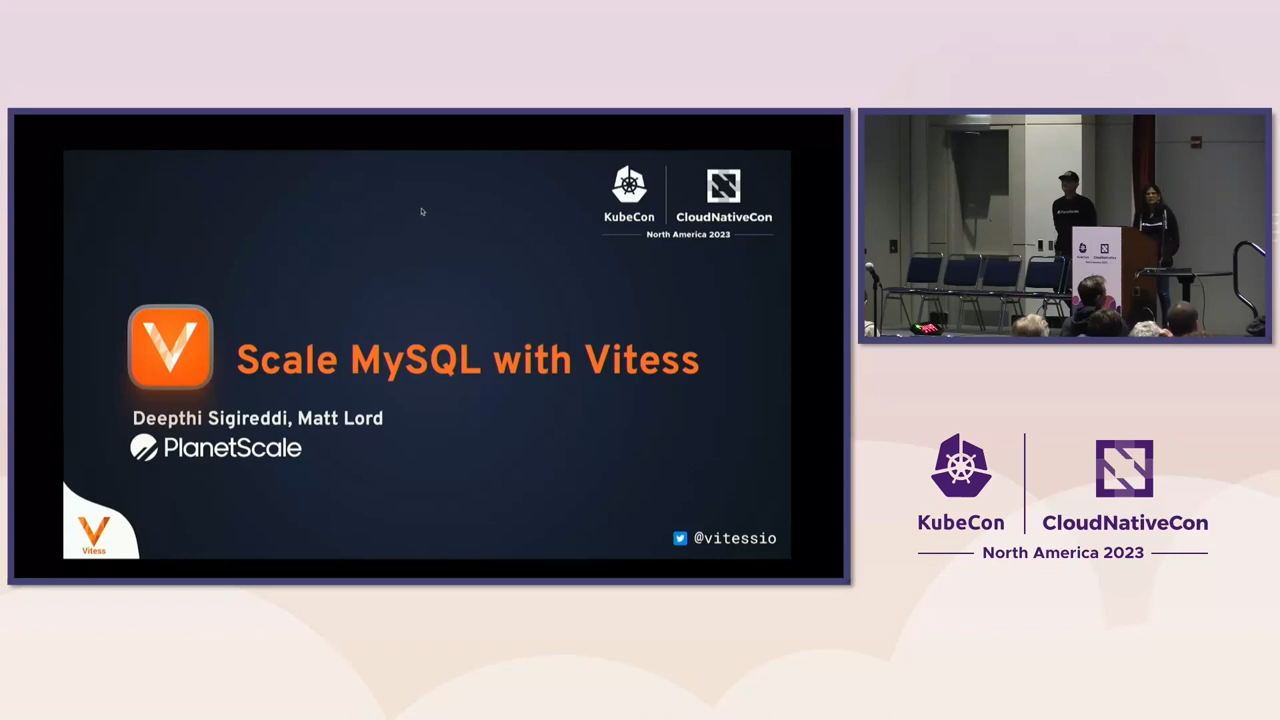 KubeCon
CloudNativeCon
North America 2023
Scale MySQL with Vitess
Deepthi Sigireddi, Matt Lord
PlanetScale
Vitess
@vitessio
KubeCon
CloudNativeCon
North America 2023